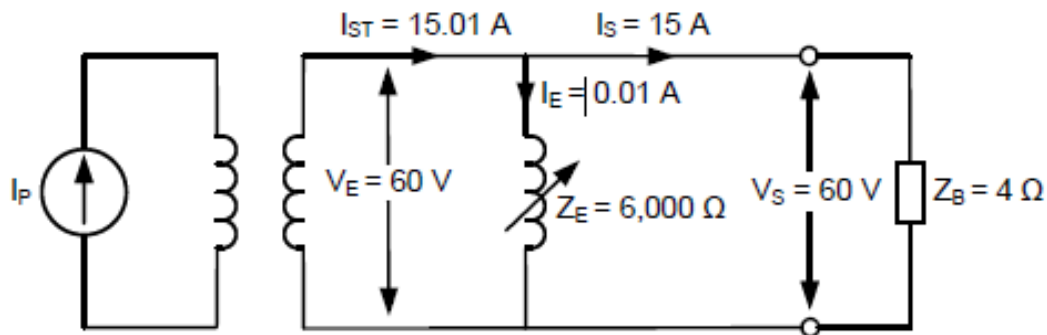 I_ST = 15.01 A
I_S = 15 A
I_E = 0.01 A
I_P
V_E = 60 V
Z_E = 6,000 Ω
V_S = 60 V
Z_B = 4 Ω